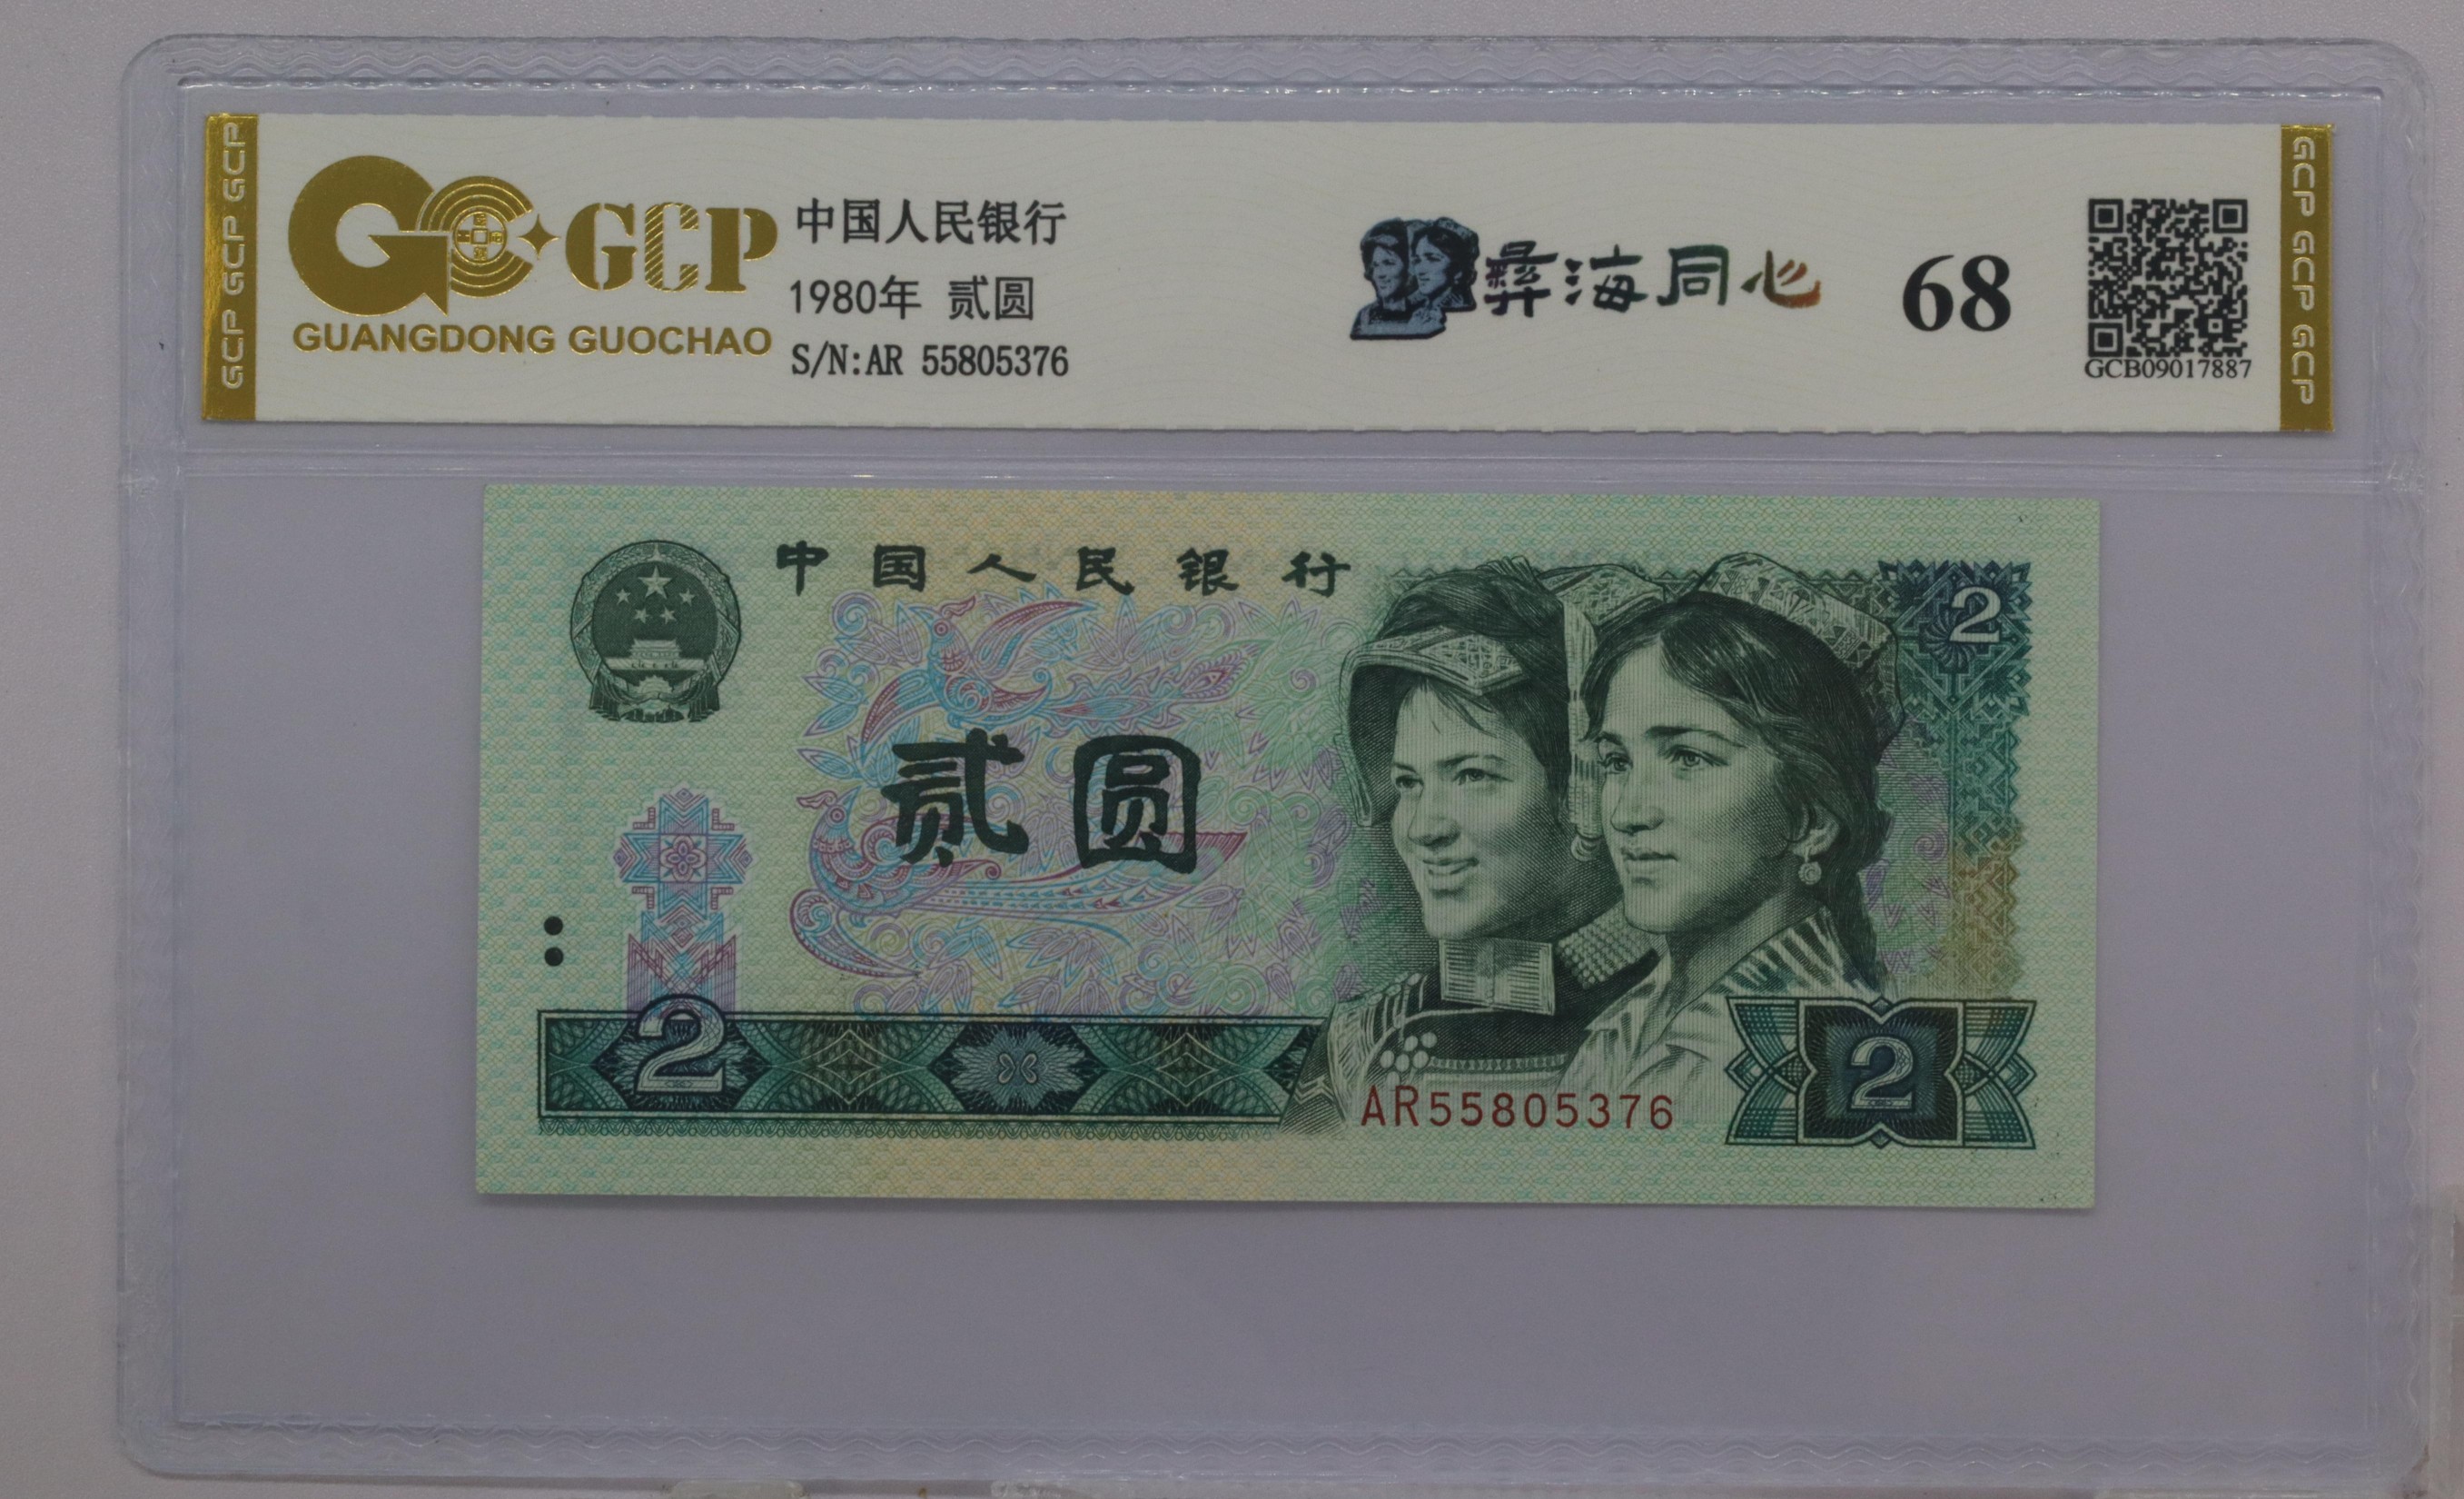 GCP GCP GCP
GCP
GUANGDONG GUOCHAO
中国人民银行
1980年 贰圆
S/N:AR 55805376
彝海同心
68
GCB09017887
GCP GCP GCP
中国人民银行
2
贰圆
2
AR55805376
2